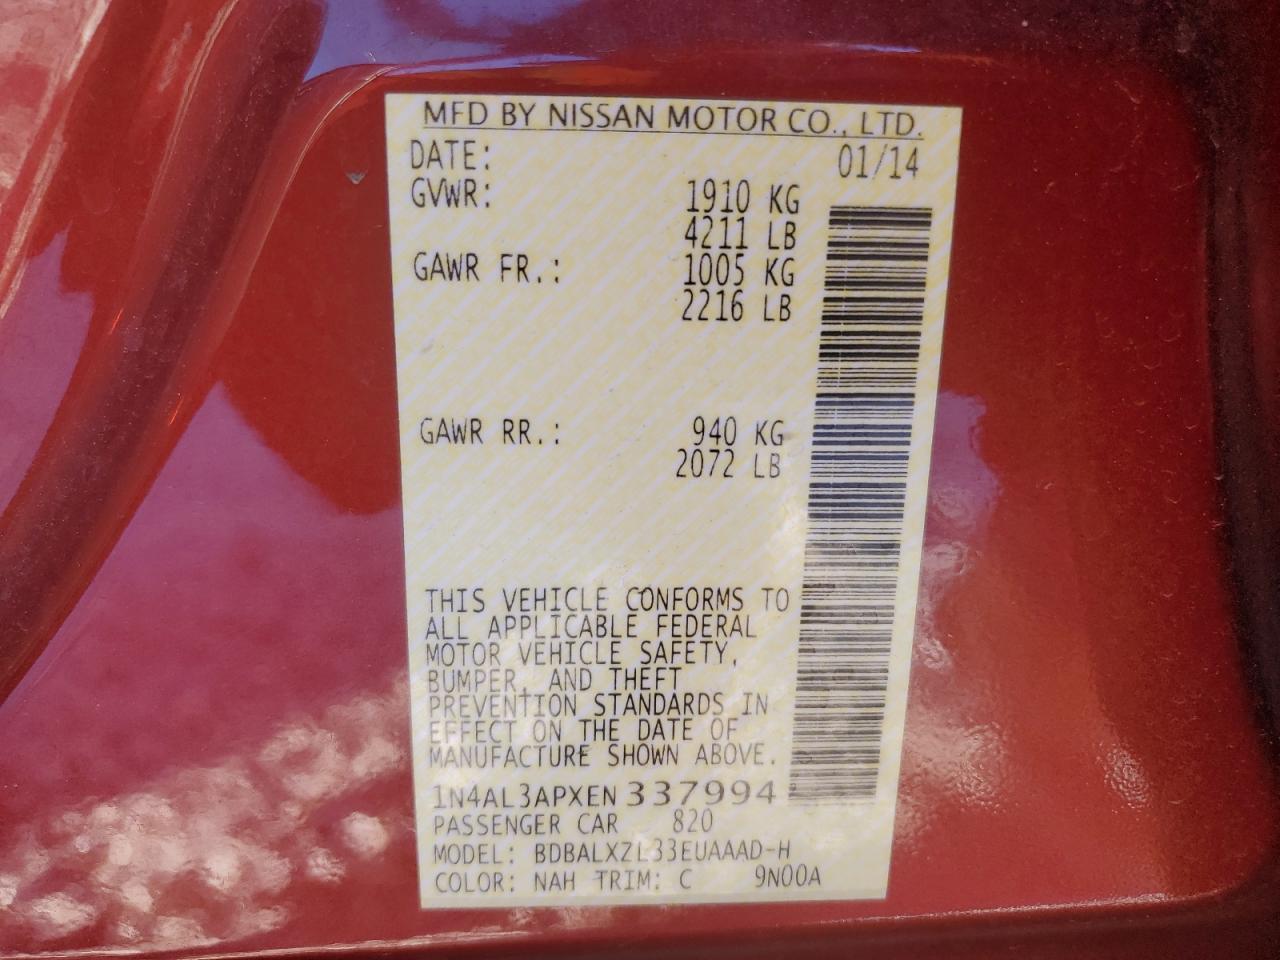 MFD BY NISSAN MOTOR CO., LTD.
DATE: 01/14
GVWR: 1910 KG
4211 LB
GAWR FR.: 1005 KG
2216 LB
GAWR RR.: 940 KG
2072 LB
THIS VEHICLE CONFORMS TO
ALL APPLICABLE FEDERAL
MOTOR VEHICLE SAFETY,
BUMPER, AND THEFT
PREVENTION STANDARDS IN
EFFECT ON THE DATE OF
MANUFACTURE SHOWN ABOVE.
1N4AL3APXEN 337994
PASSENGER CAR 820
MODEL: BDBALXZL33EUAAAD-H
COLOR: NAH TRIM: C 9N00A